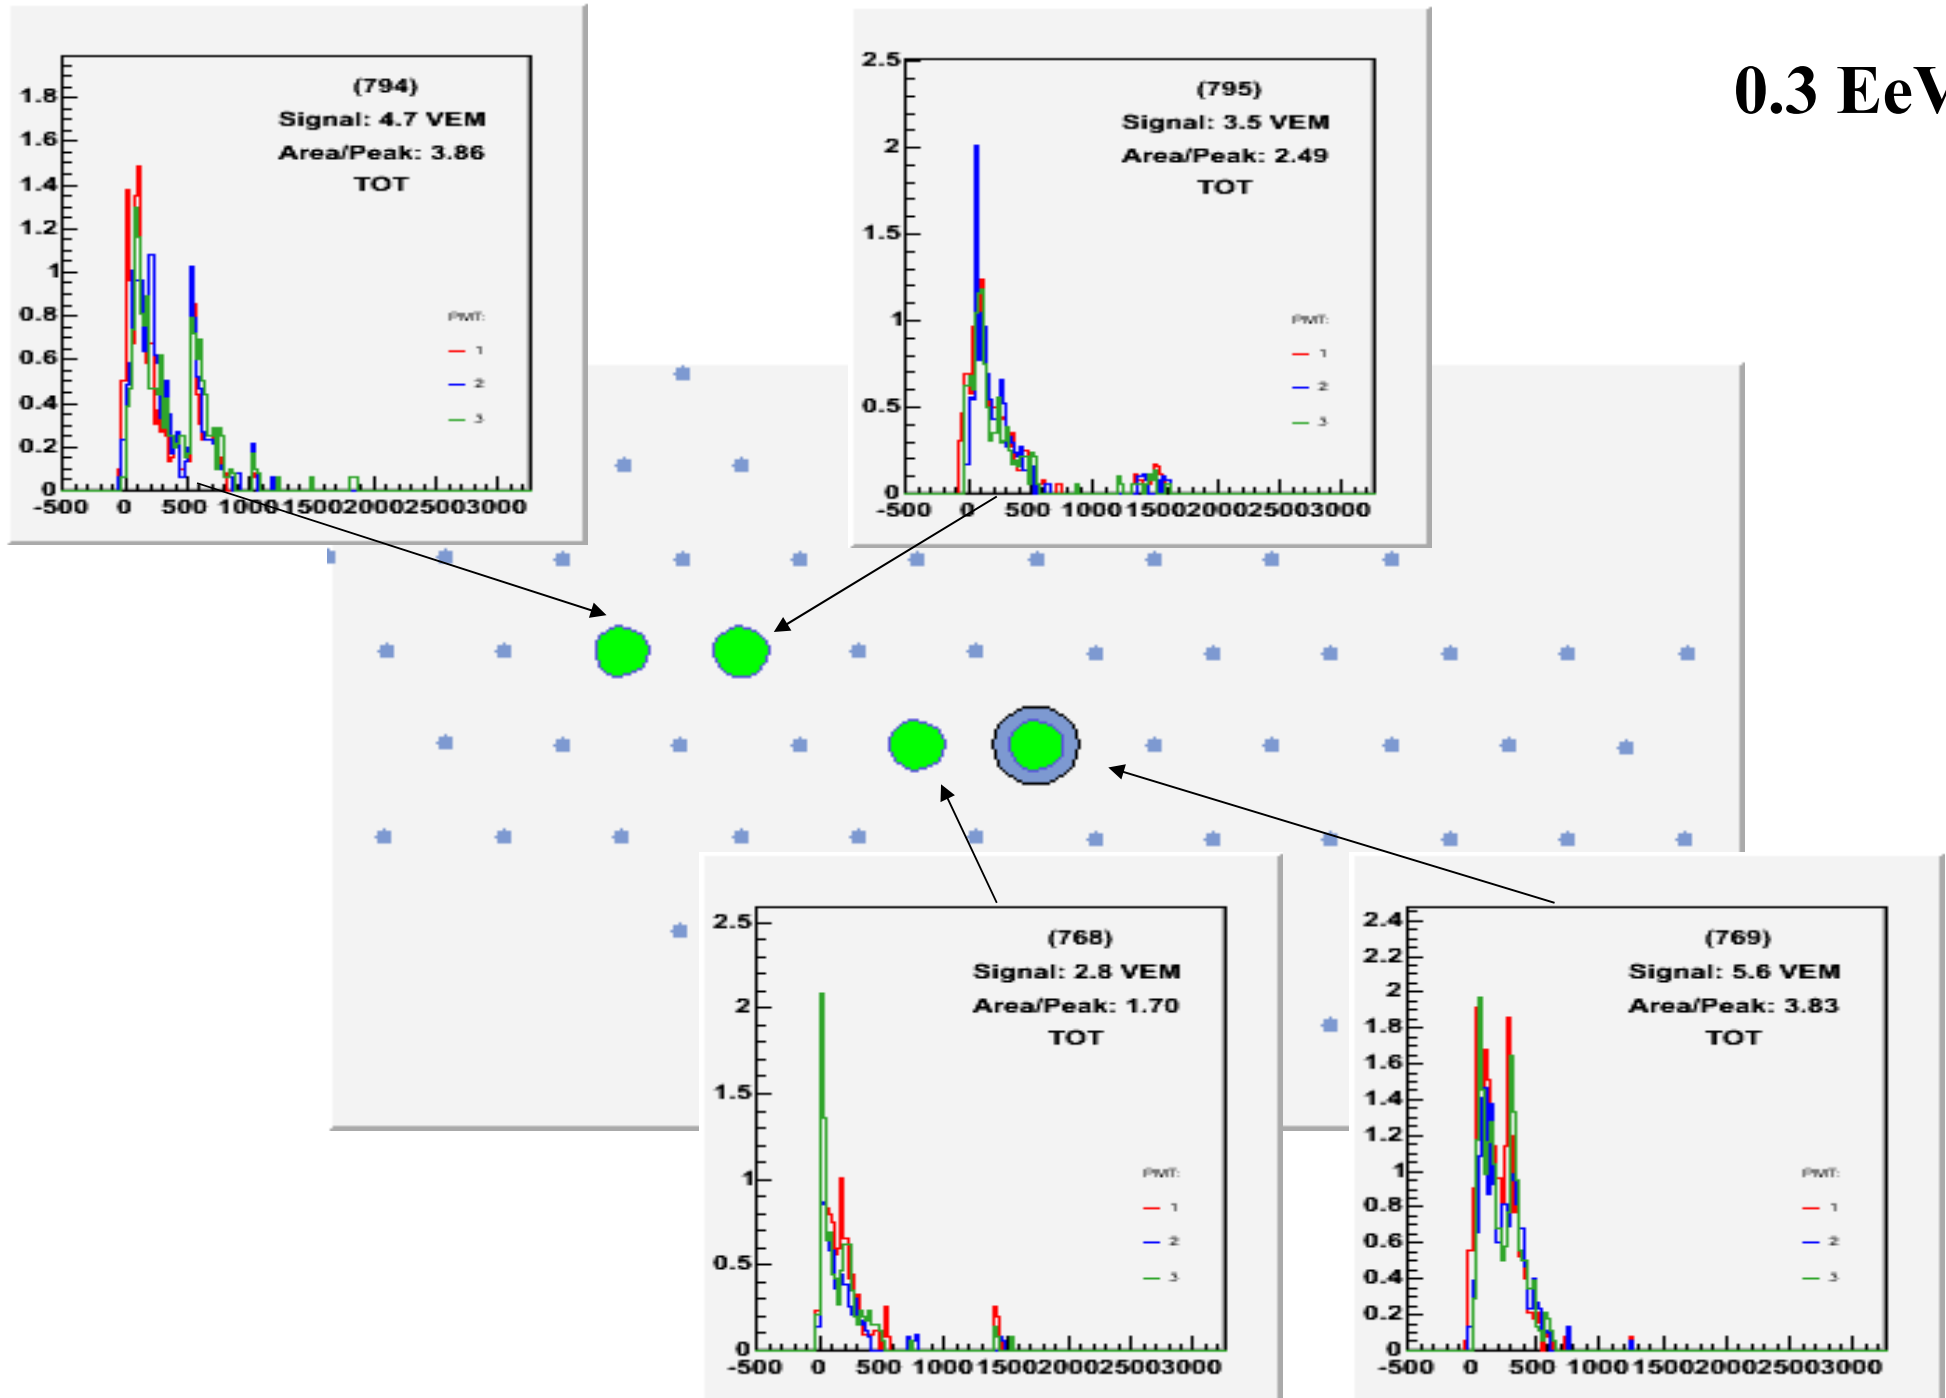 0.3 EeV
(794)
Signal: 4.7 VEM
Area/Peak: 3.86
TOT
PMT:
1
2
3
1.8
1.6
1.4
1.2
1
0.8
0.6
0.4
0.2
0
-500 0 500 1000 1500 2000 2500 3000
(795)
Signal: 3.5 VEM
Area/Peak: 2.49
TOT
PMT:
1
2
3
2.5
2
1.5
1
0.5
0
-500 0 500 1000 1500 2000 2500 3000
(768)
Signal: 2.8 VEM
Area/Peak: 1.70
TOT
PMT:
1
2
3
2.5
2
1.5
1
0.5
0
-500 0 500 1000 1500 2000 2500 3000
(769)
Signal: 5.6 VEM
Area/Peak: 3.83
TOT
PMT:
1
2
3
2.4
2.2
2
1.8
1.6
1.4
1.2
1
0.8
0.6
0.4
0.2
0
-500 0 500 1000 1500 2000 2500 3000